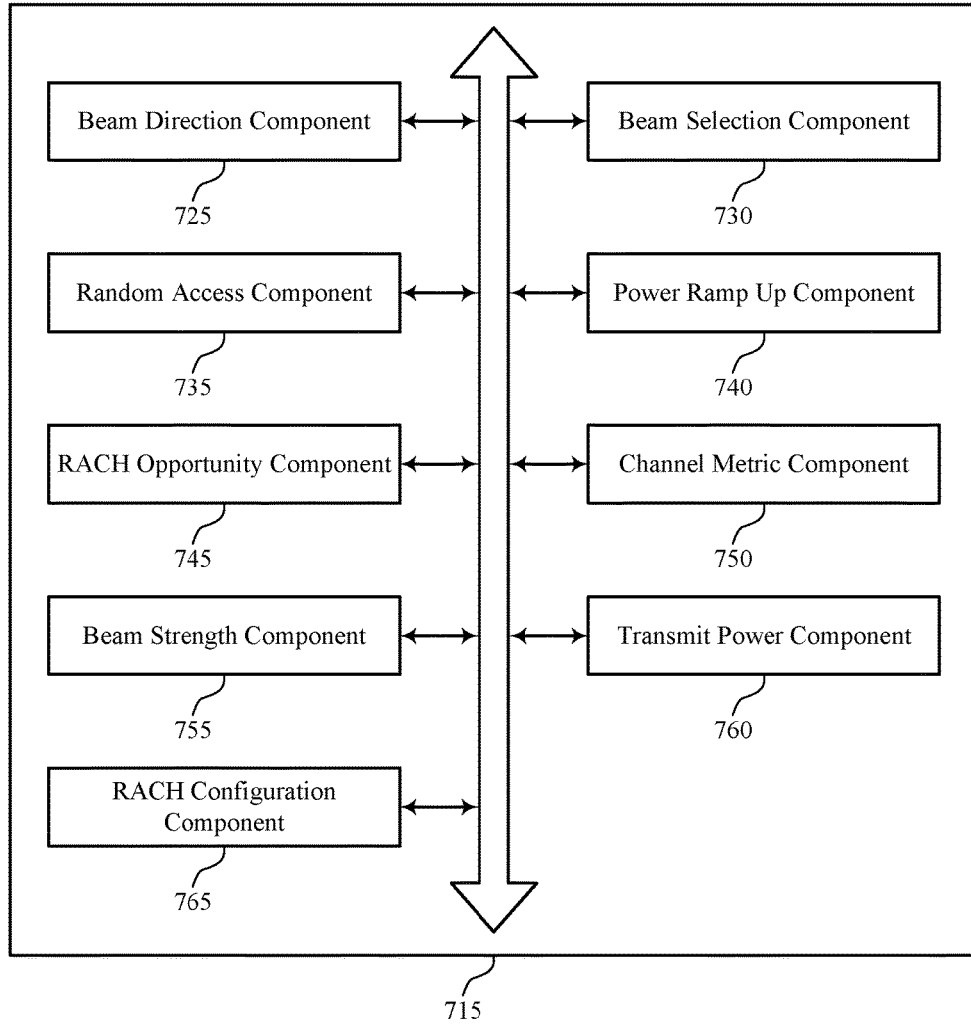 Beam Direction Component
725
Beam Selection Component
730
Random Access Component
735
Power Ramp Up Component
740
RACH Opportunity Component
745
Channel Metric Component
750
Beam Strength Component
755
Transmit Power Component
760
RACH Configuration
Component
765
715